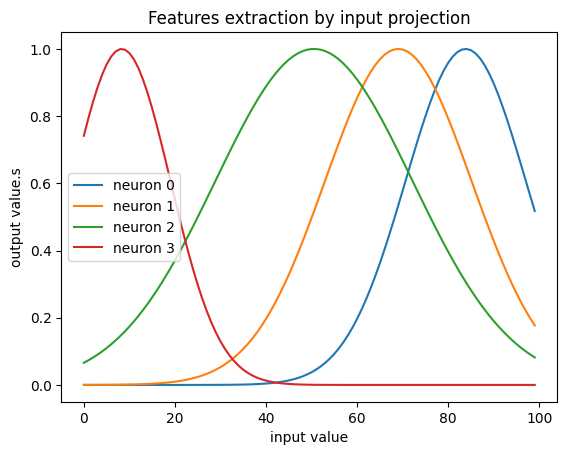 Features extraction by input projection
output value.s
1.0
0.8
0.6
0.4
0.2
0.0
neuron 0
neuron 1
neuron 2
neuron 3
0
20
40
60
80
100
input value